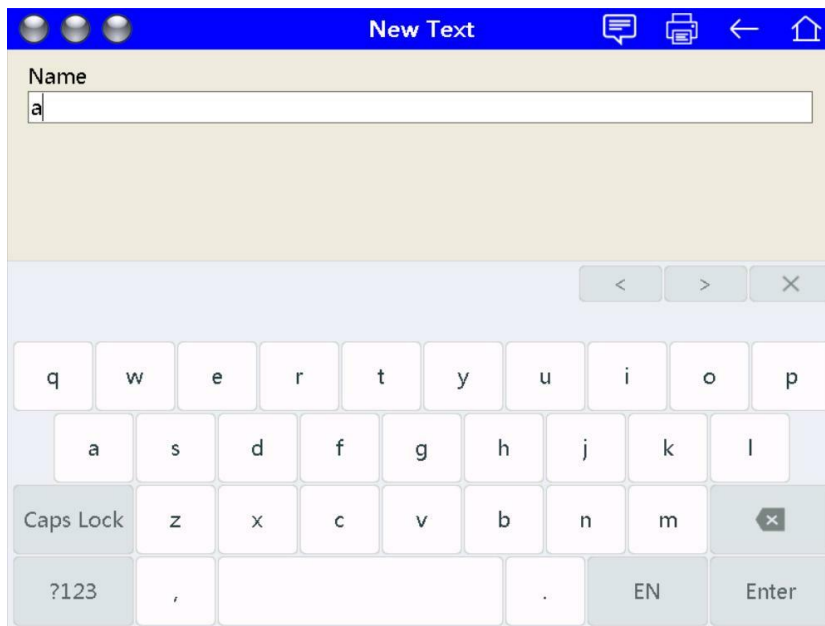 New Text
Name
a
< >
q w e r t y u i o p
a s d f g h j k l
Caps Lock z x c v b n m
?123 , . EN Enter